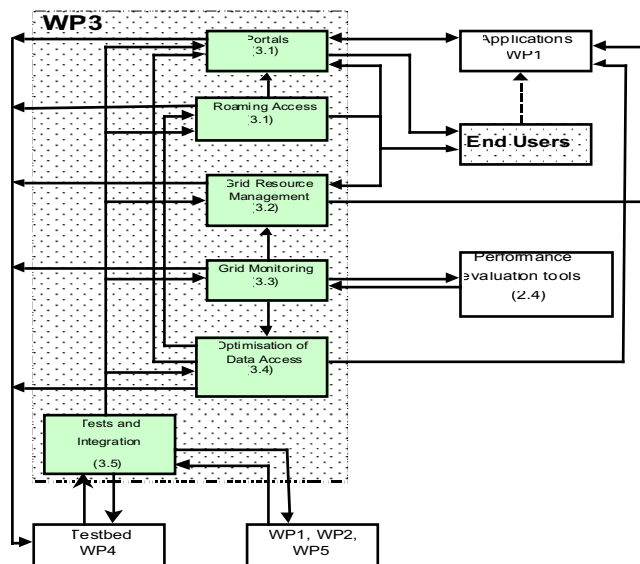 WP3
Portals
(3.1)
Applications
WP1
Roaming Access
(3.1)
End Users
Grid Resource
Management
(3.2)
Grid Monitoring
(3.3)
Performance
evaluation tools
(2.4)
Optimisation of
Data Access
(3.4)
Tests and
Integration
(3.5)
Testbed
WP4
WP1, WP2,
WP5